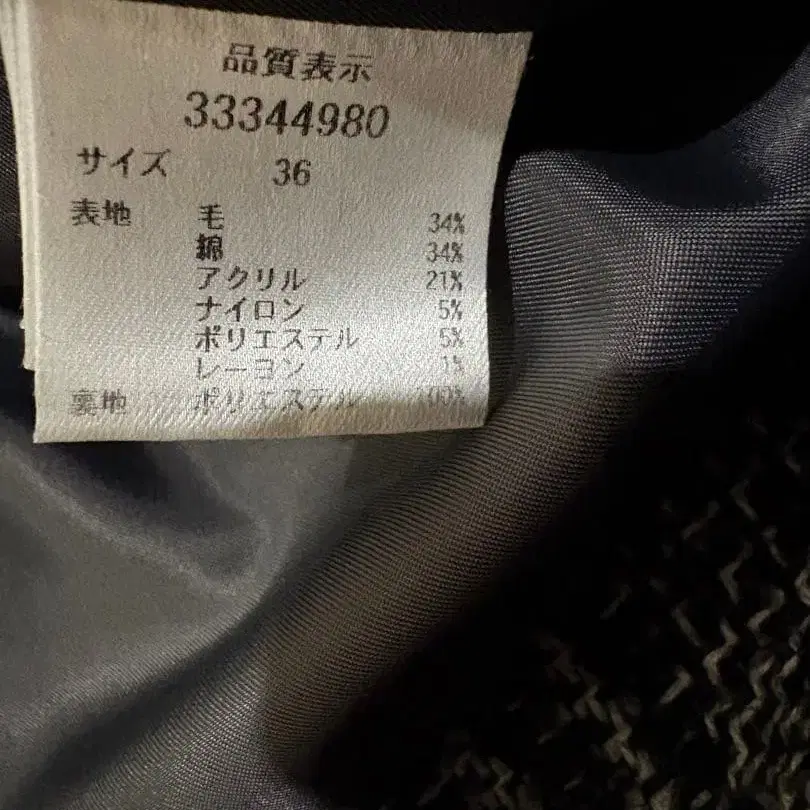 品質表示
33344980
サイズ 36
表地 毛 34%
綿 34%
アクリル 21%
ナイロン 5%
ポリエステル 5%
レーヨン 1%
裏地 ポリエステル 100%